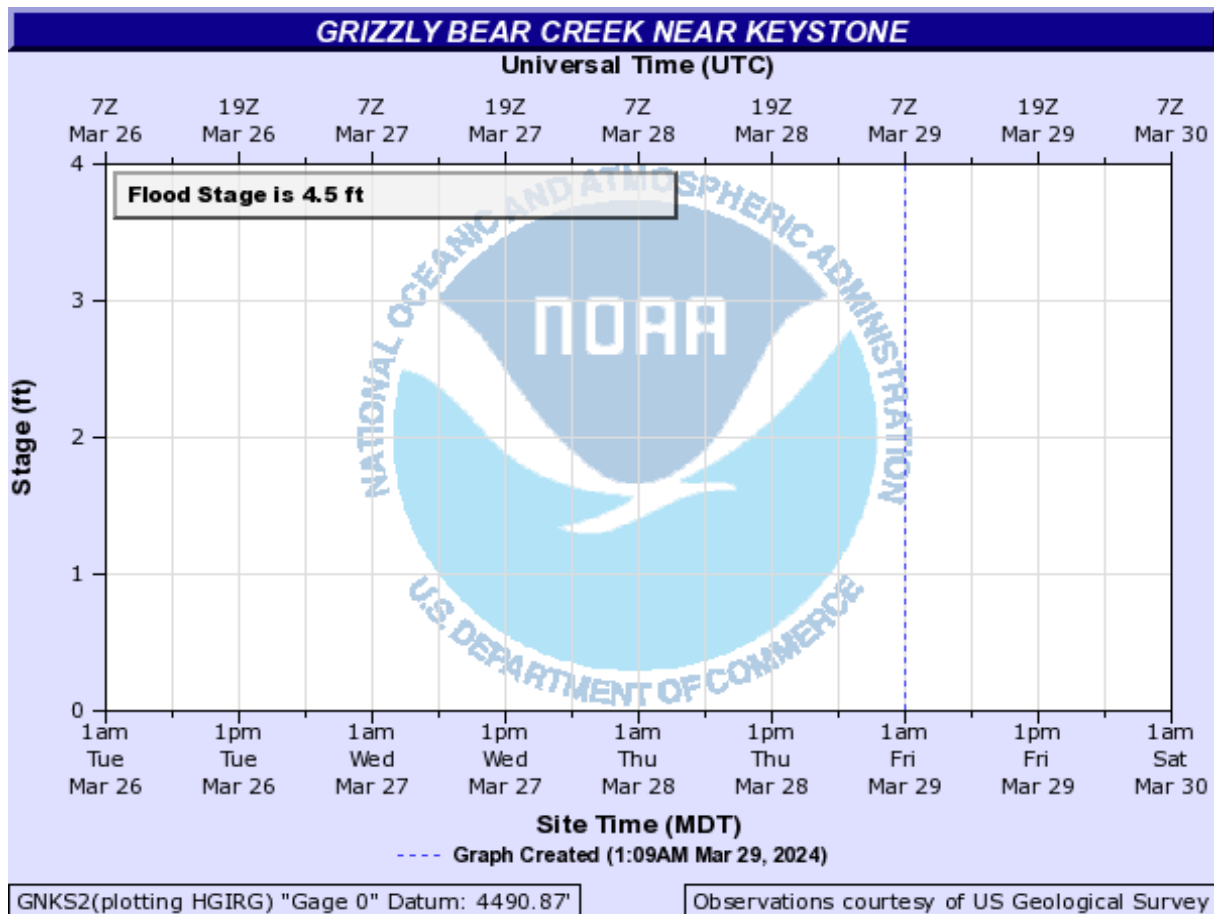 GRIZZLY BEAR CREEK NEAR KEYSTONE
Universal Time (UTC)
7Z 19Z 7Z 19Z 7Z 19Z 7Z 19Z 7Z
Mar 26 Mar 26 Mar 27 Mar 27 Mar 28 Mar 28 Mar 29 Mar 29 Mar 30
Flood Stage is 4.5 ft
NATIONAL OCEANIC AND ATMOSPHERIC ADMINISTRATION
NOAA
U.S. DEPARTMENT OF COMMERCE
Stage (ft)
4
3
2
1
0
1am 1pm 1am 1pm 1am 1pm 1am 1pm 1am
Tue Tue Wed Wed Thu Thu Fri Fri Sat
Mar 26 Mar 26 Mar 27 Mar 27 Mar 28 Mar 28 Mar 29 Mar 29 Mar 30
Site Time (MDT)
---- Graph Created (1:09AM Mar 29, 2024)
GNKS2(plotting HGIRG) "Gage 0" Datum: 4490.87'
Observations courtesy of US Geological Survey